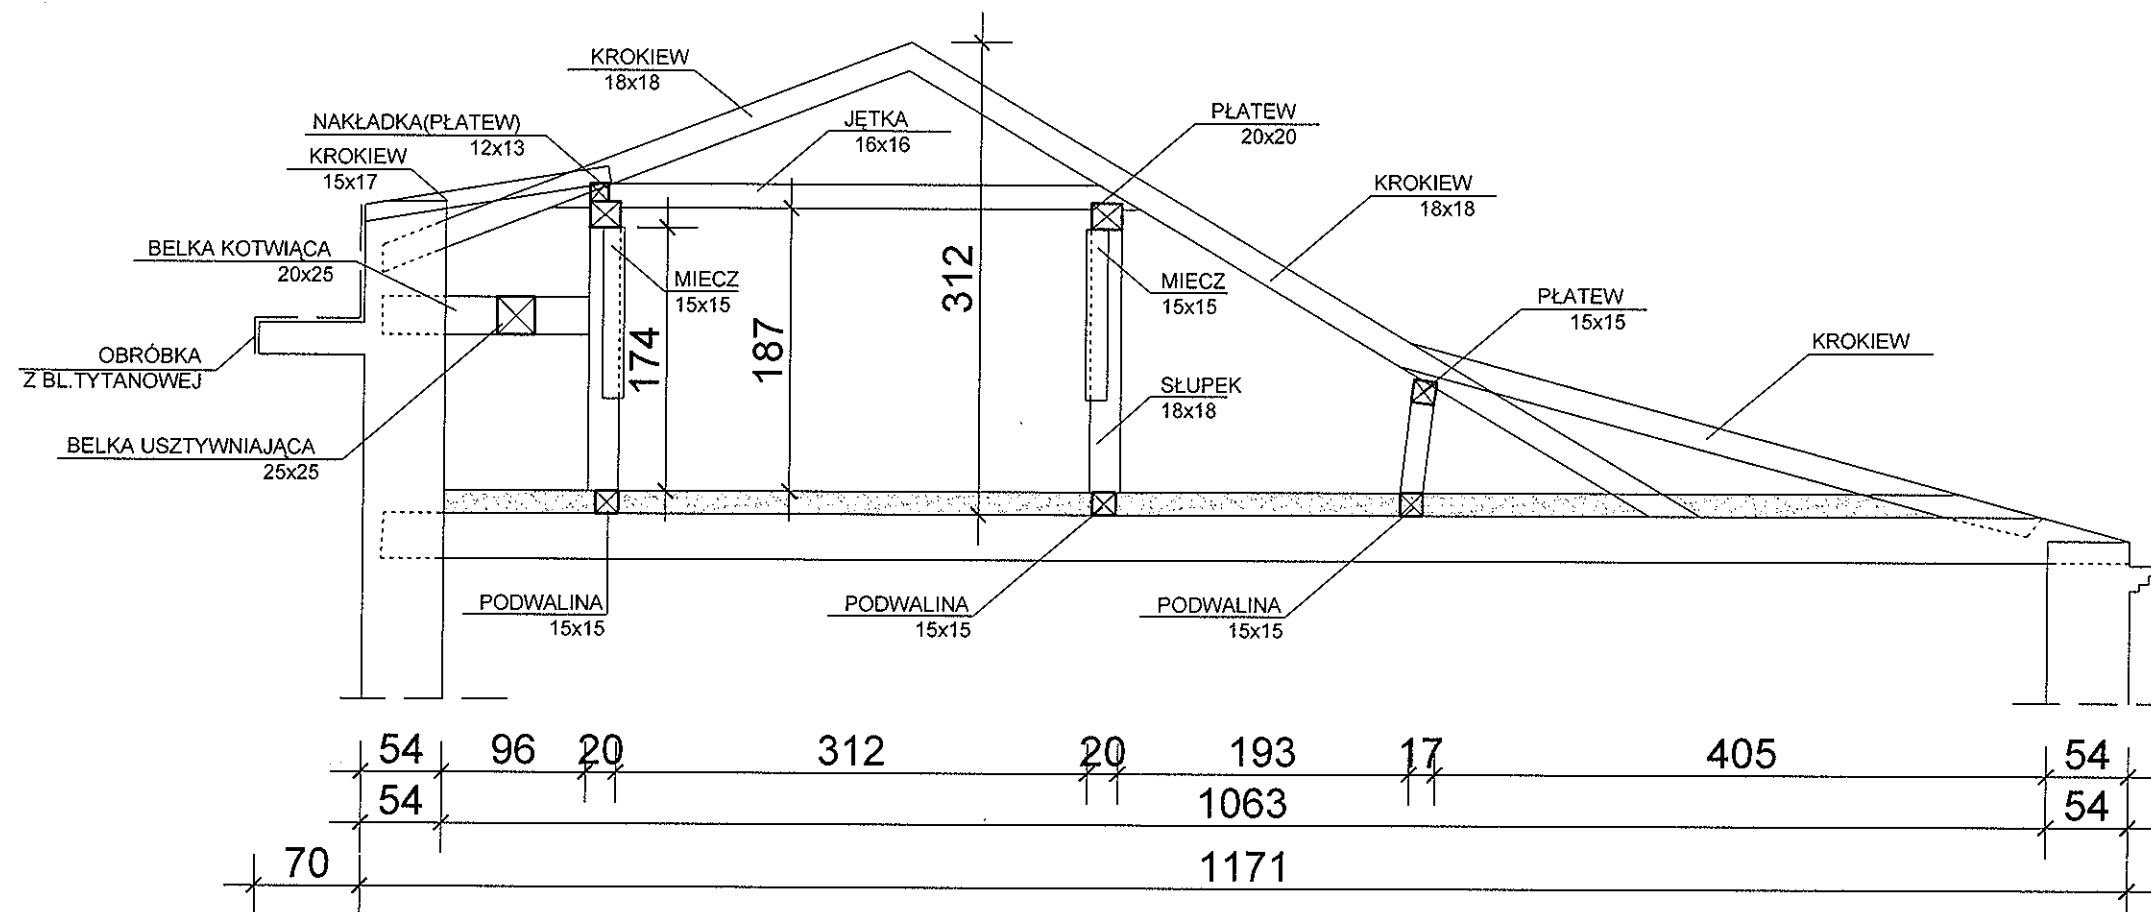 KROKIEW
18x18
NAKŁADKA(PŁATEW)
12x13
JĘTKA
16x16
PŁATEW
20x20
KROKIEW
15x17
KROKIEW
18x18
BELKA KOTWIĄCA
20x25
MIECZ
15x15
312
MIECZ
15x15
PŁATEW
15x15
OBRÓBKA
Z BL.TYTANOWEJ
174
187
KROKIEW
SŁUPEK
18x18
BELKA USZTYWNIAJĄCA
25x25
PODWALINA
15x15
PODWALINA
15x15
PODWALINA
15x15
54 96 20 312 20 193 17 405 54
54 1063 54
70 1171